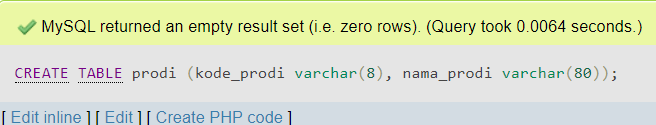 MySQL returned an empty result set (i.e. zero rows). (Query took 0.0064 seconds.)
CREATE TABLE prodi (kode_prodi varchar(8), nama_prodi varchar(80));
[ Edit inline ] [ Edit ] [ Create PHP code ]